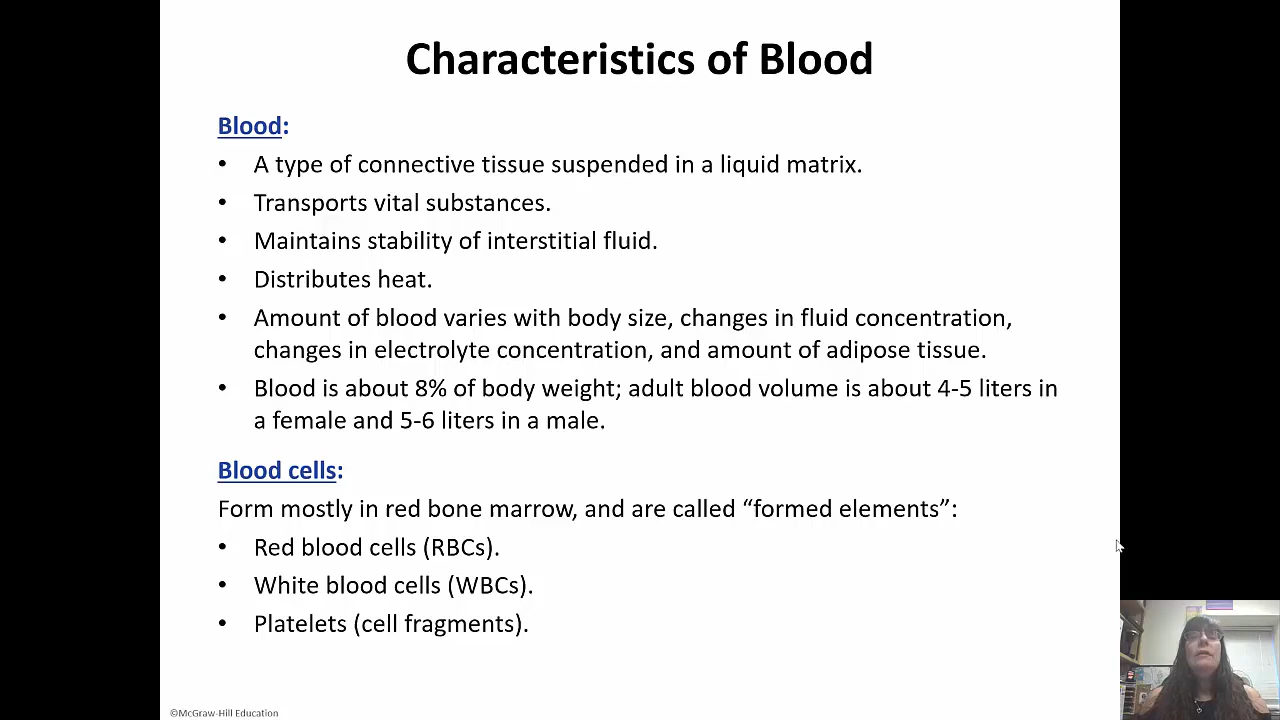 Characteristics of Blood
Blood:
• A type of connective tissue suspended in a liquid matrix.
• Transports vital substances.
• Maintains stability of interstitial fluid.
• Distributes heat.
• Amount of blood varies with body size, changes in fluid concentration,
changes in electrolyte concentration, and amount of adipose tissue.
• Blood is about 8% of body weight; adult blood volume is about 4-5 liters in
a female and 5-6 liters in a male.
Blood cells:
Form mostly in red bone marrow, and are called “formed elements”:
• Red blood cells (RBCs).
• White blood cells (WBCs).
• Platelets (cell fragments).
©McGraw-Hill Education